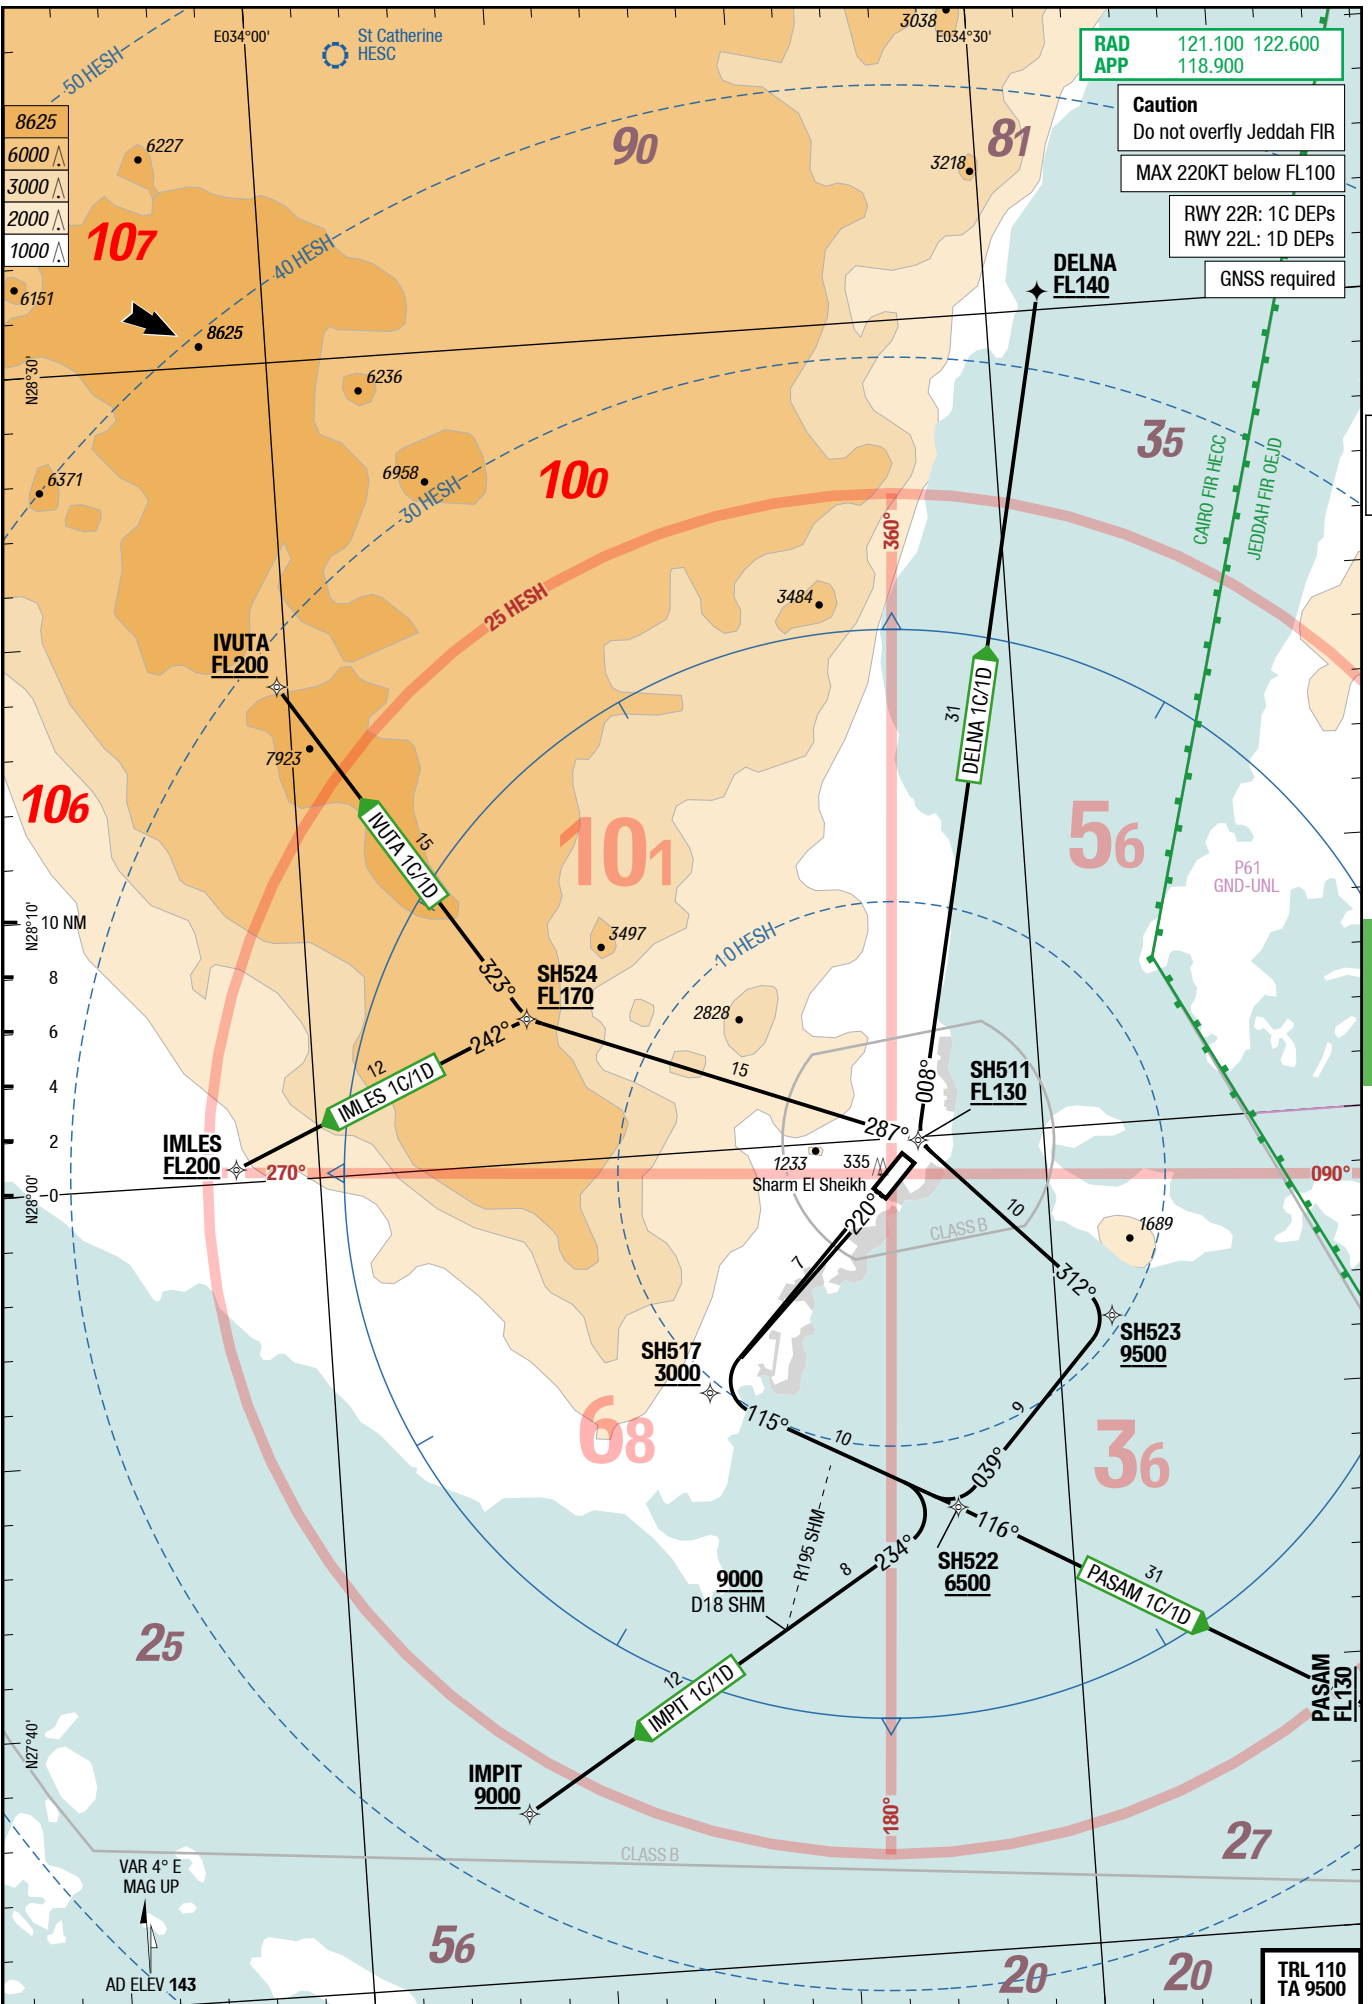 E034°00'
St Catherine
HESC
3038
E034°30'
RAD 121.100 122.600
APP 118.900
Caution
Do not overfly Jeddah FIR
MAX 220KT below FL100
RWY 22R: 1C DEPs
RWY 22L: 1D DEPs
GNSS required
50 HESH
8625
6000
3000
2000
1000
6227
90
81
3218
107
40 HESH
DELNA
FL140
6151
8625
N28°30'
6236
35
CAIRO FIR HECC
JEDDAH FIR OEJD
6371
6958
30 HESH
100
360°
25 HESH
3484
IVUTA
FL200
31
DELNA 1C/1D
7923
106
IVUTA 1C/1D
15
101
56
P61
GND-UNL
N28°10'
10 NM
8
6
4
2
0
3497
10 HESH
323°
SH524
FL170
2828
242°
12
IMLES 1C/1D
15
008°
SH511
FL130
287°
IMLES
FL200
270°
1233
335
Sharm El Sheikh
090°
N28°00'
220°
10
CLASS B
1689
7
312°
SH517
3000
SH523
9500
115°
10
9
68
36
039°
R195 SHM
234°
116°
8
9000
D18 SHM
SH522
6500
31
PASAM 1C/1D
25
12
IMPIT 1C/1D
PASAM
FL130
N27°40'
IMPIT
9000
180°
27
CLASS B
VAR 4° E
MAG UP
56
AD ELEV 143
20
20
TRL 110
TA 9500